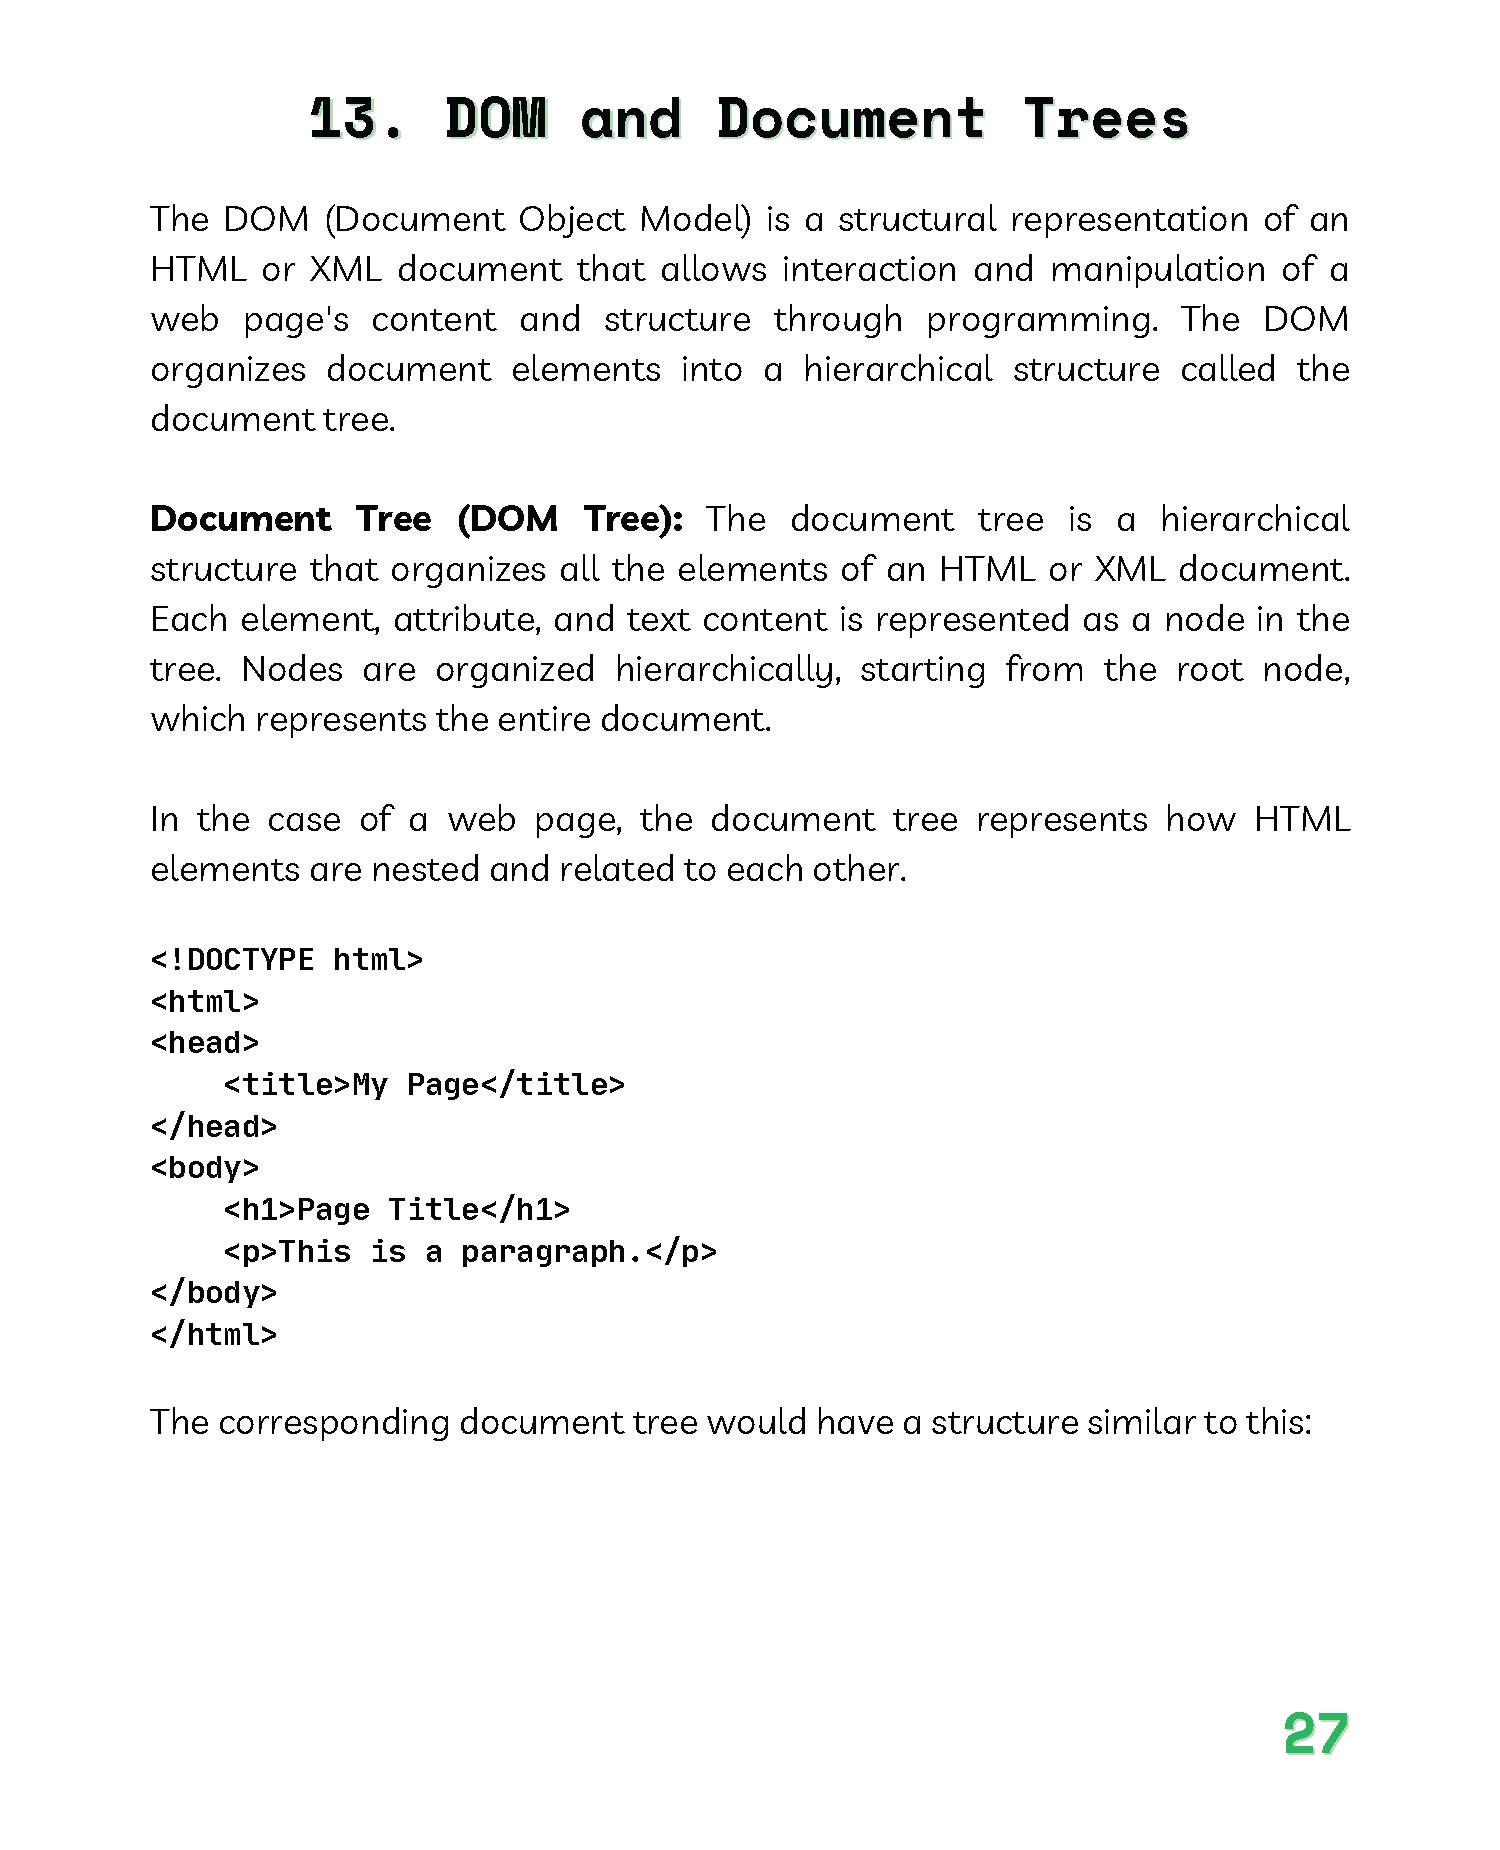 13. DOM and Document Trees
The DOM (Document Object Model) is a structural representation of an
HTML or XML document that allows interaction and manipulation of a
web page's content and structure through programming. The DOM
organizes document elements into a hierarchical structure called the
document tree.
Document Tree (DOM Tree): The document tree is a hierarchical
structure that organizes all the elements of an HTML or XML document.
Each element, attribute, and text content is represented as a node in the
tree. Nodes are organized hierarchically, starting from the root node,
which represents the entire document.
In the case of a web page, the document tree represents how HTML
elements are nested and related to each other.
<!DOCTYPE html>
<html>
<head>
    <title>My Page</title>
</head>
<body>
    <h1>Page Title</h1>
    <p>This is a paragraph.</p>
</body>
</html>
The corresponding document tree would have a structure similar to this:
27